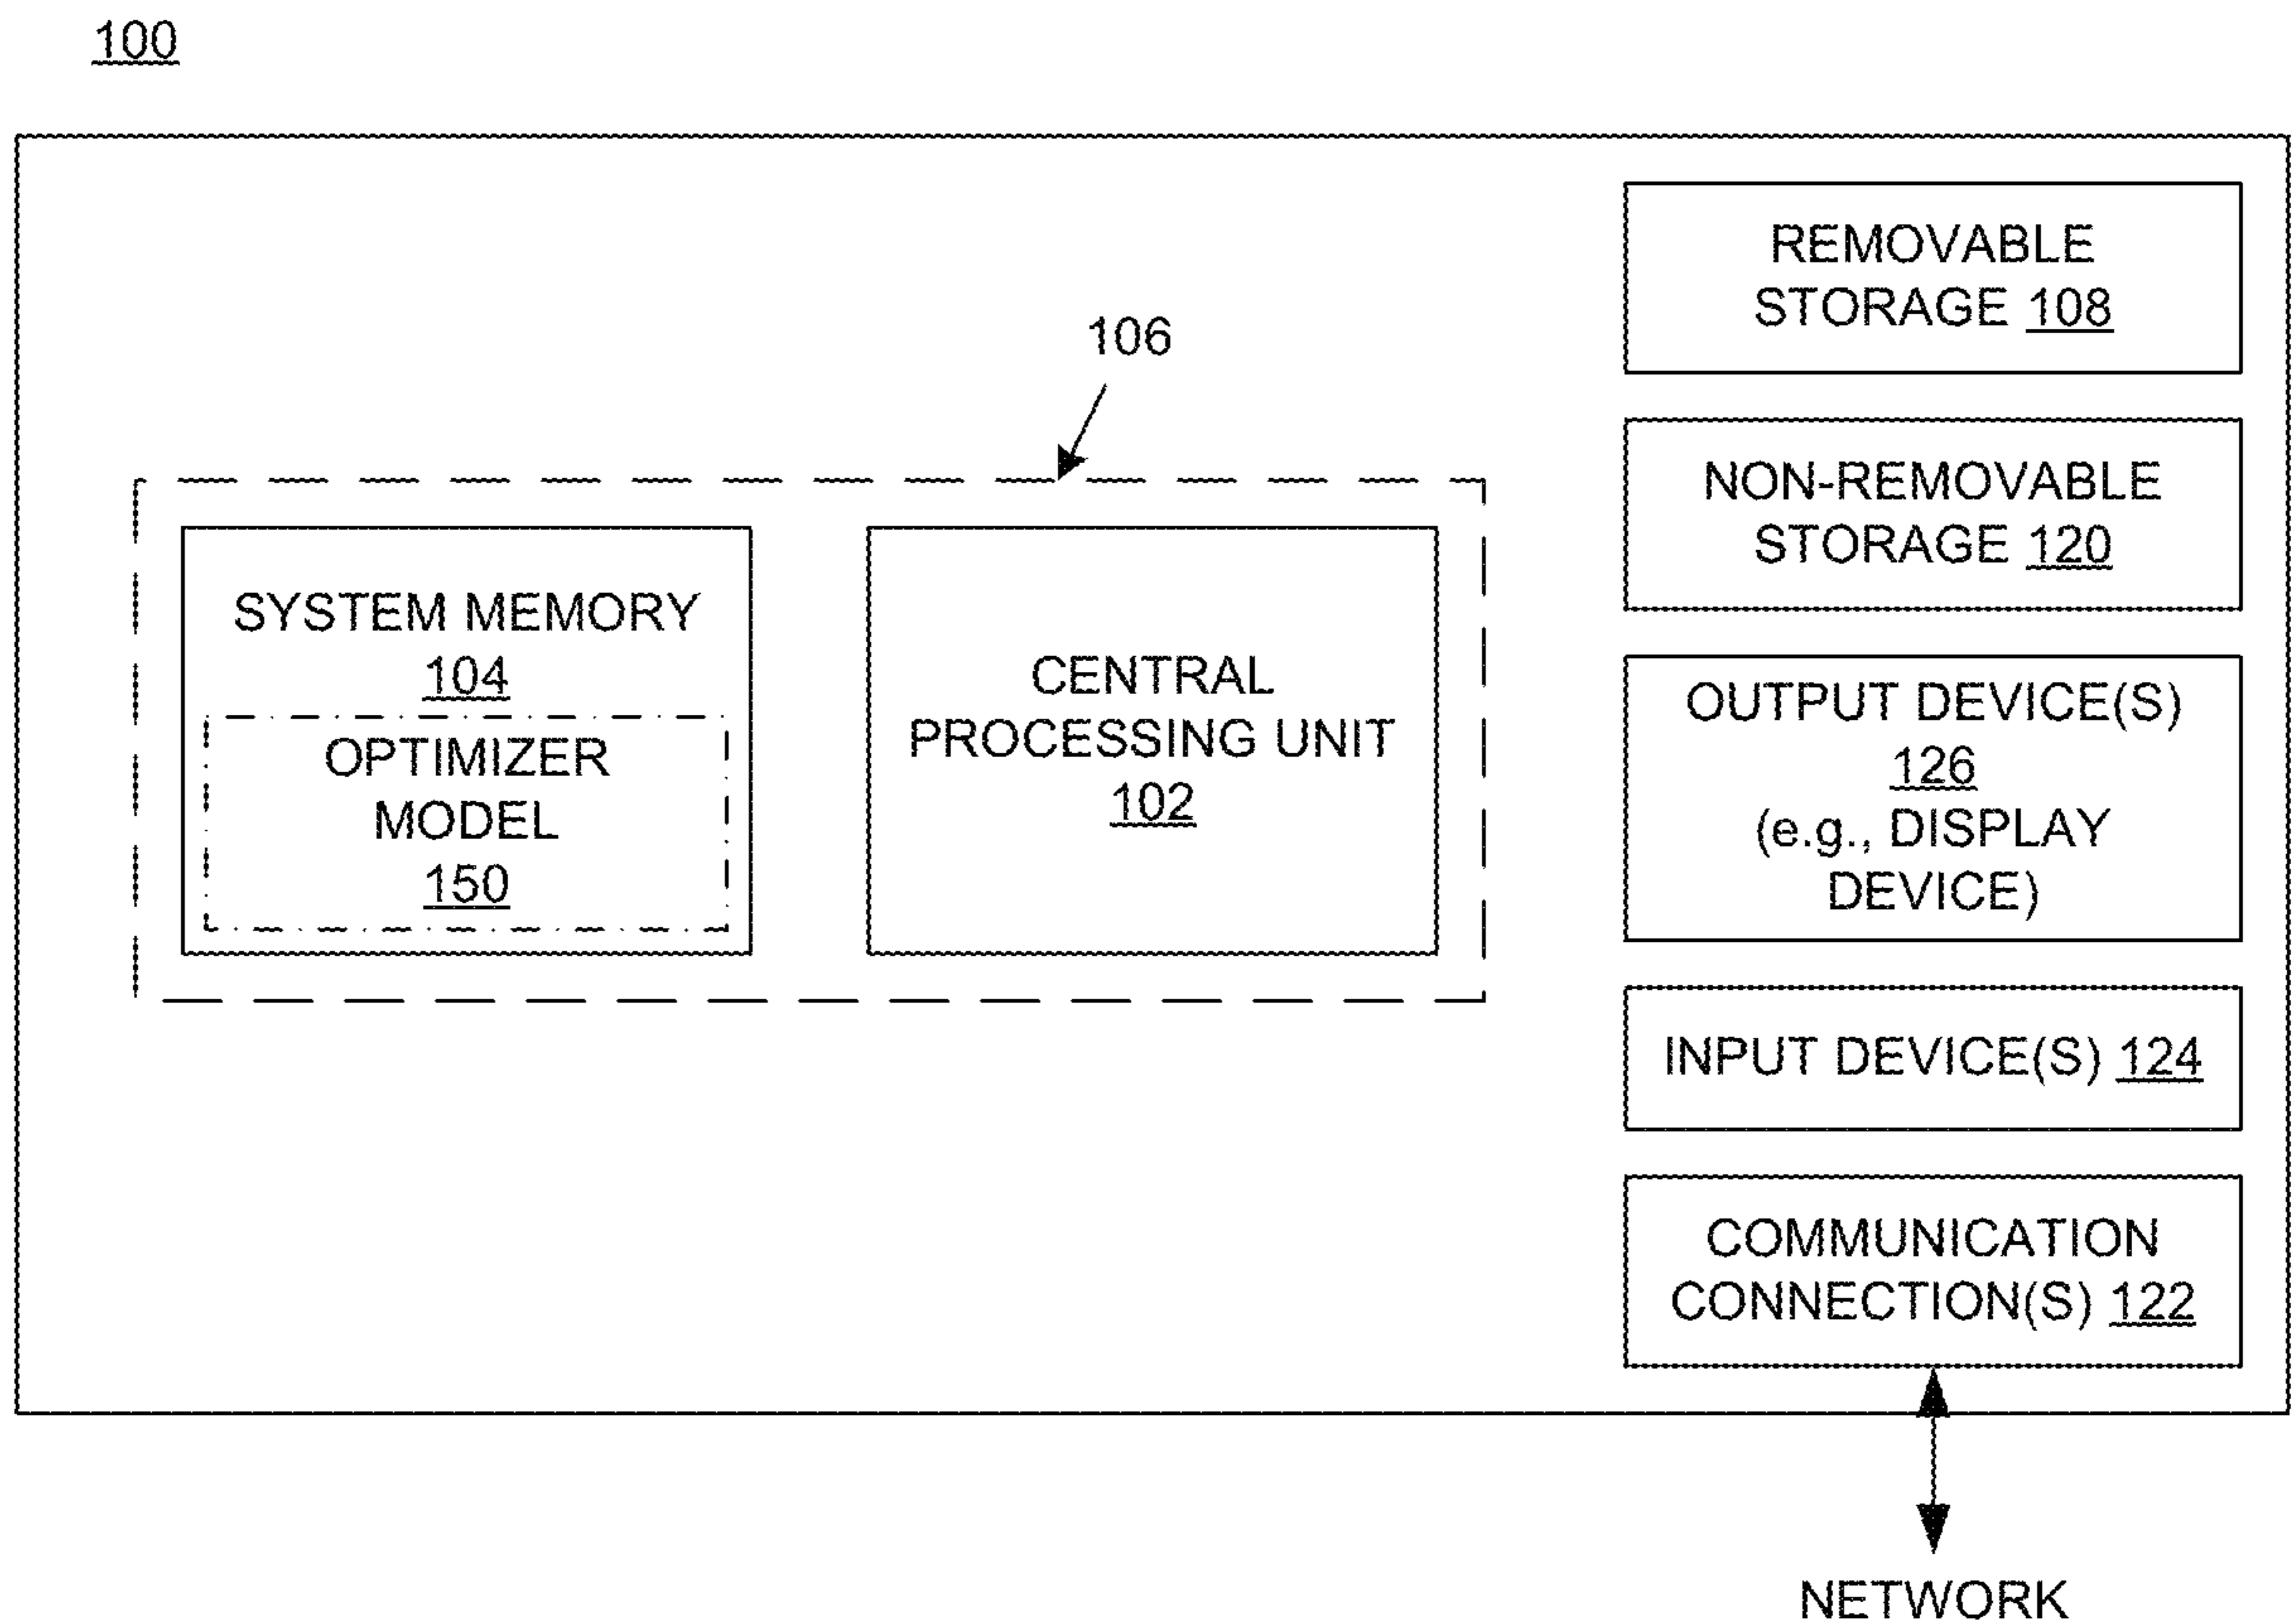 100
106
SYSTEM MEMORY
104
OPTIMIZER
MODEL
150
CENTRAL
PROCESSING UNIT
102
REMOVABLE
STORAGE 108
NON-REMOVABLE
STORAGE 120
OUTPUT DEVICE(S)
126
(e.g., DISPLAY
DEVICE)
INPUT DEVICE(S) 124
COMMUNICATION
CONNECTION(S) 122
NETWORK